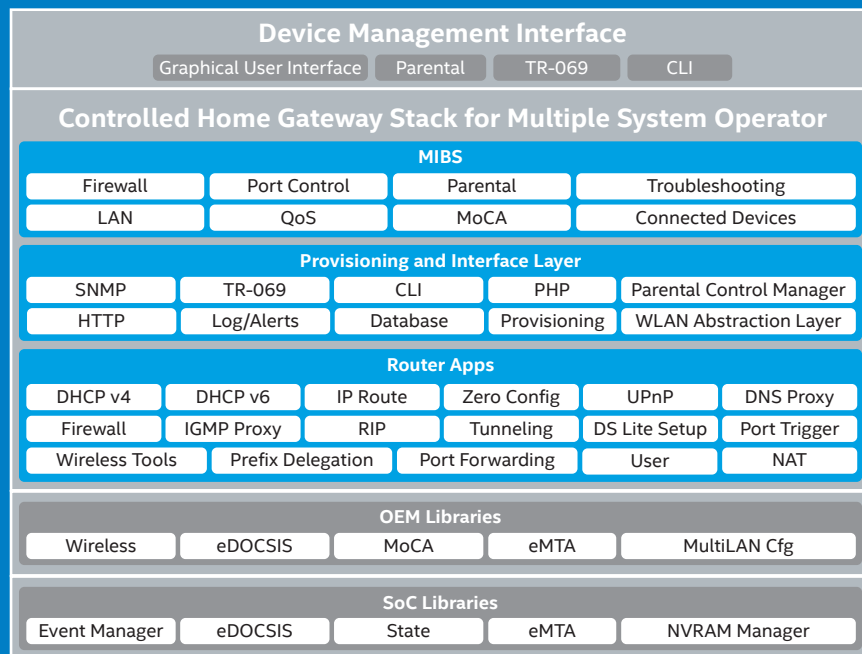 Device Management Interface
Graphical User Interface Parental TR-069 CLI
Controlled Home Gateway Stack for Multiple System Operator
MIBS
Firewall Port Control Parental Troubleshooting
LAN QoS MoCA Connected Devices
Provisioning and Interface Layer
SNMP TR-069 CLI PHP Parental Control Manager
HTTP Log/Alerts Database Provisioning WLAN Abstraction Layer
Router Apps
DHCP v4 DHCP v6 IP Route Zero Config UPnP DNS Proxy
Firewall IGMP Proxy RIP Tunneling DS Lite Setup Port Trigger
Wireless Tools Prefix Delegation Port Forwarding User NAT
OEM Libraries
Wireless eDOCSIS MoCA eMTA MultiLAN Cfg
SoC Libraries
Event Manager eDOCSIS State eMTA NVRAM Manager